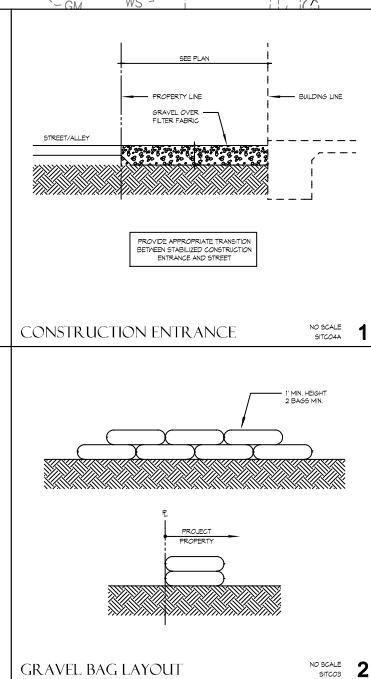 GM
WS
SEE PLAN
PROPERTY LINE
BUILDING LINE
GRAVEL OVER
FILTER FABRIC
STREET/ALLEY
PROVIDE APPROPRIATE TRANSITION
BETWEEN STABILIZED CONSTRUCTION
ENTRANCE AND STREET
CONSTRUCTION ENTRANCE
NO SCALE
SITC04A
1
1' MIN. HEIGHT
2 BAGS MIN.
PROJECT
PROPERTY
GRAVEL BAG LAYOUT
NO SCALE
SITC03
2